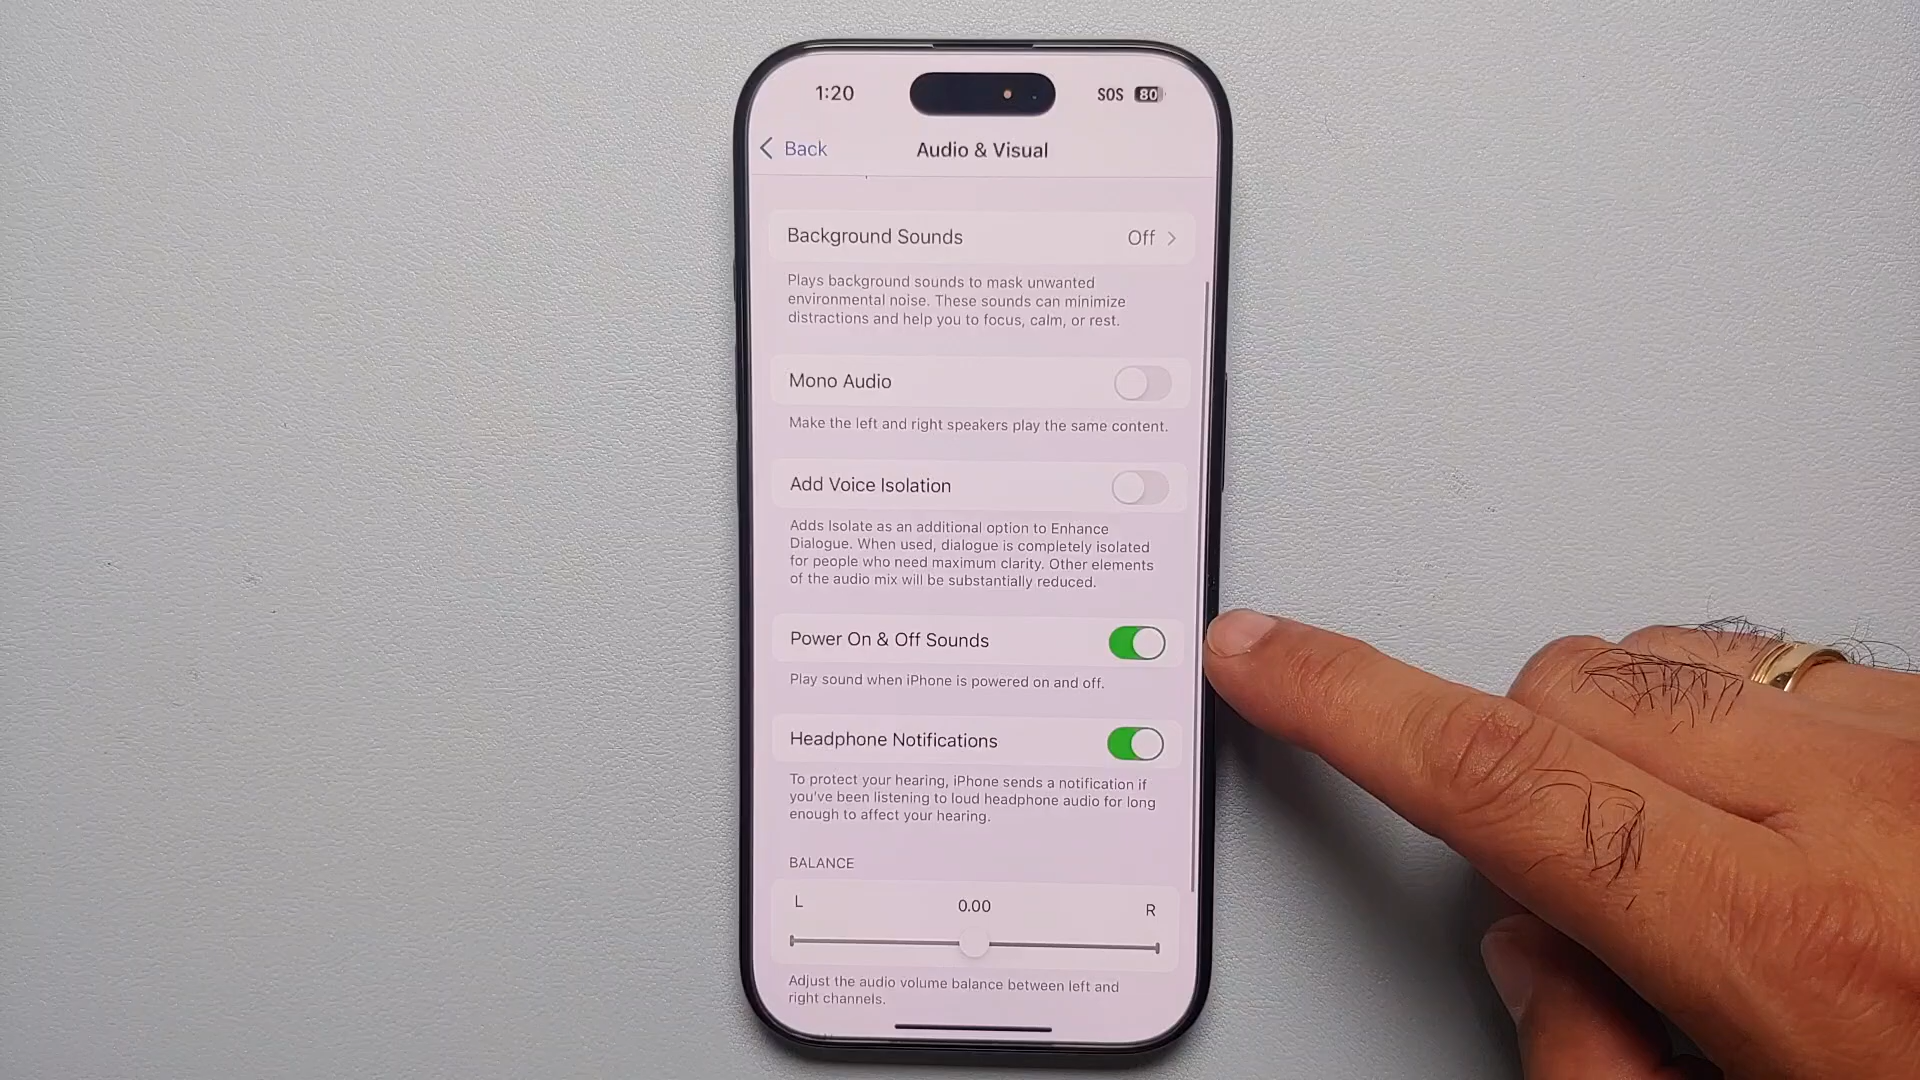 1:20
SOS 80
Back
Audio & Visual
Background Sounds Off
Plays background sounds to mask unwanted
environmental noise. These sounds can minimize
distractions and help you to focus, calm, or rest.
Mono Audio
Make the left and right speakers play the same content.
Add Voice Isolation
Adds Isolate as an additional option to Enhance
Dialogue. When used, dialogue is completely isolated
for people who need maximum clarity. Other elements
of the audio mix will be substantially reduced.
Power On & Off Sounds
Play sound when iPhone is powered on and off.
Headphone Notifications
To protect your hearing, iPhone sends a notification if
you've been listening to loud headphone audio for long
enough to affect your hearing.
BALANCE
L 0.00 R
Adjust the audio volume balance between left and
right channels.